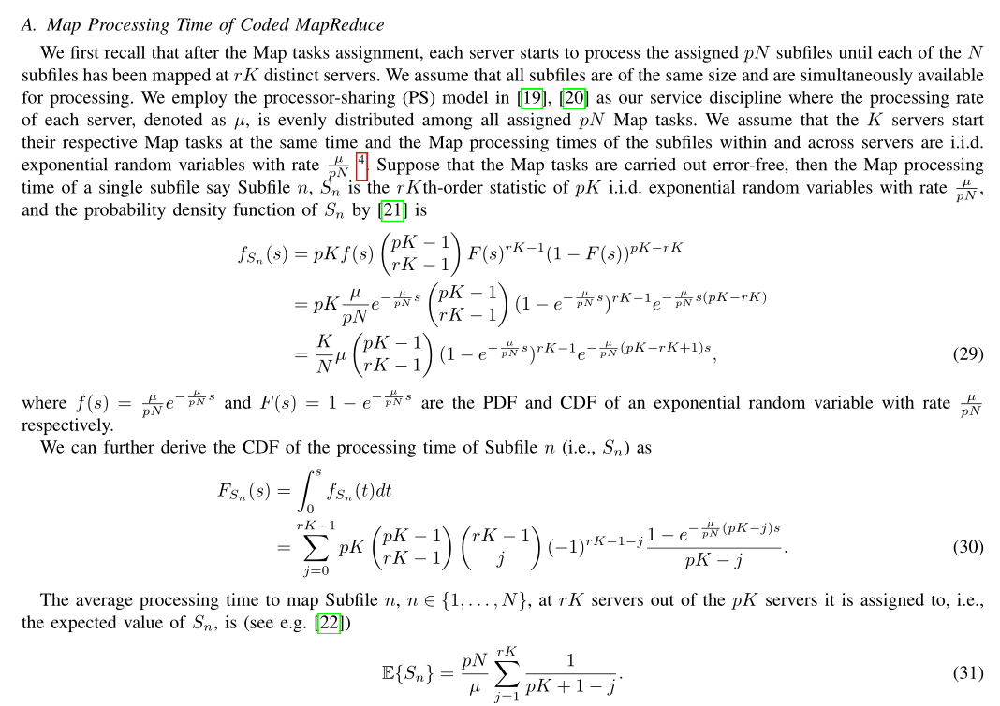 A. Map Processing Time of Coded MapReduce
We first recall that after the Map tasks assignment, each server starts to process the assigned pN subfiles until each of the N
subfiles has been mapped at rK distinct servers. We assume that all subfiles are of the same size and are simultaneously available
for processing. We employ the processor-sharing (PS) model in [19], [20] as our service discipline where the processing rate
of each server, denoted as μ, is evenly distributed among all assigned pN Map tasks. We assume that the K servers start
their respective Map tasks at the same time and the Map processing times of the subfiles within and across servers are i.i.d.
exponential random variables with rate $\frac{\mu}{pN}$ ⁴. Suppose that the Map tasks are carried out error-free, then the Map processing
time of a single subfile say Subfile n, $S_n$ is the rKth-order statistic of pK i.i.d. exponential random variables with rate $\frac{\mu}{pN}$,
and the probability density function of $S_n$ by [21] is
$f_{S_n}(s) = pKf(s)\binom{pK-1}{rK-1}F(s)^{rK-1}(1-F(s))^{pK-rK}$
$= pK\frac{\mu}{pN}e^{-\frac{\mu}{pN}s}\binom{pK-1}{rK-1}(1-e^{-\frac{\mu}{pN}s})^{rK-1}e^{-\frac{\mu}{pN}s(pK-rK)}$
$= \frac{K}{N}\mu\binom{pK-1}{rK-1}(1-e^{-\frac{\mu}{pN}s})^{rK-1}e^{-\frac{\mu}{pN}(pK-rK+1)s},$ (29)
where $f(s) = \frac{\mu}{pN}e^{-\frac{\mu}{pN}s}$ and $F(s) = 1 - e^{-\frac{\mu}{pN}s}$ are the PDF and CDF of an exponential random variable with rate $\frac{\mu}{pN}$
respectively.
We can further derive the CDF of the processing time of Subfile n (i.e., $S_n$) as
$F_{S_n}(s) = \int_0^s f_{S_n}(t)dt$
$= \sum_{j=0}^{rK-1} pK\binom{pK-1}{rK-1}\binom{rK-1}{j}(-1)^{rK-1-j}\frac{1-e^{-\frac{\mu}{pN}(pK-j)s}}{pK-j}.$ (30)
The average processing time to map Subfile n, n ∈ {1, . . . , N}, at rK servers out of the pK servers it is assigned to, i.e.,
the expected value of $S_n$, is (see e.g. [22])
$\mathbb{E}\{S_n\} = \frac{pN}{\mu}\sum_{j=1}^{rK}\frac{1}{pK+1-j}.$ (31)